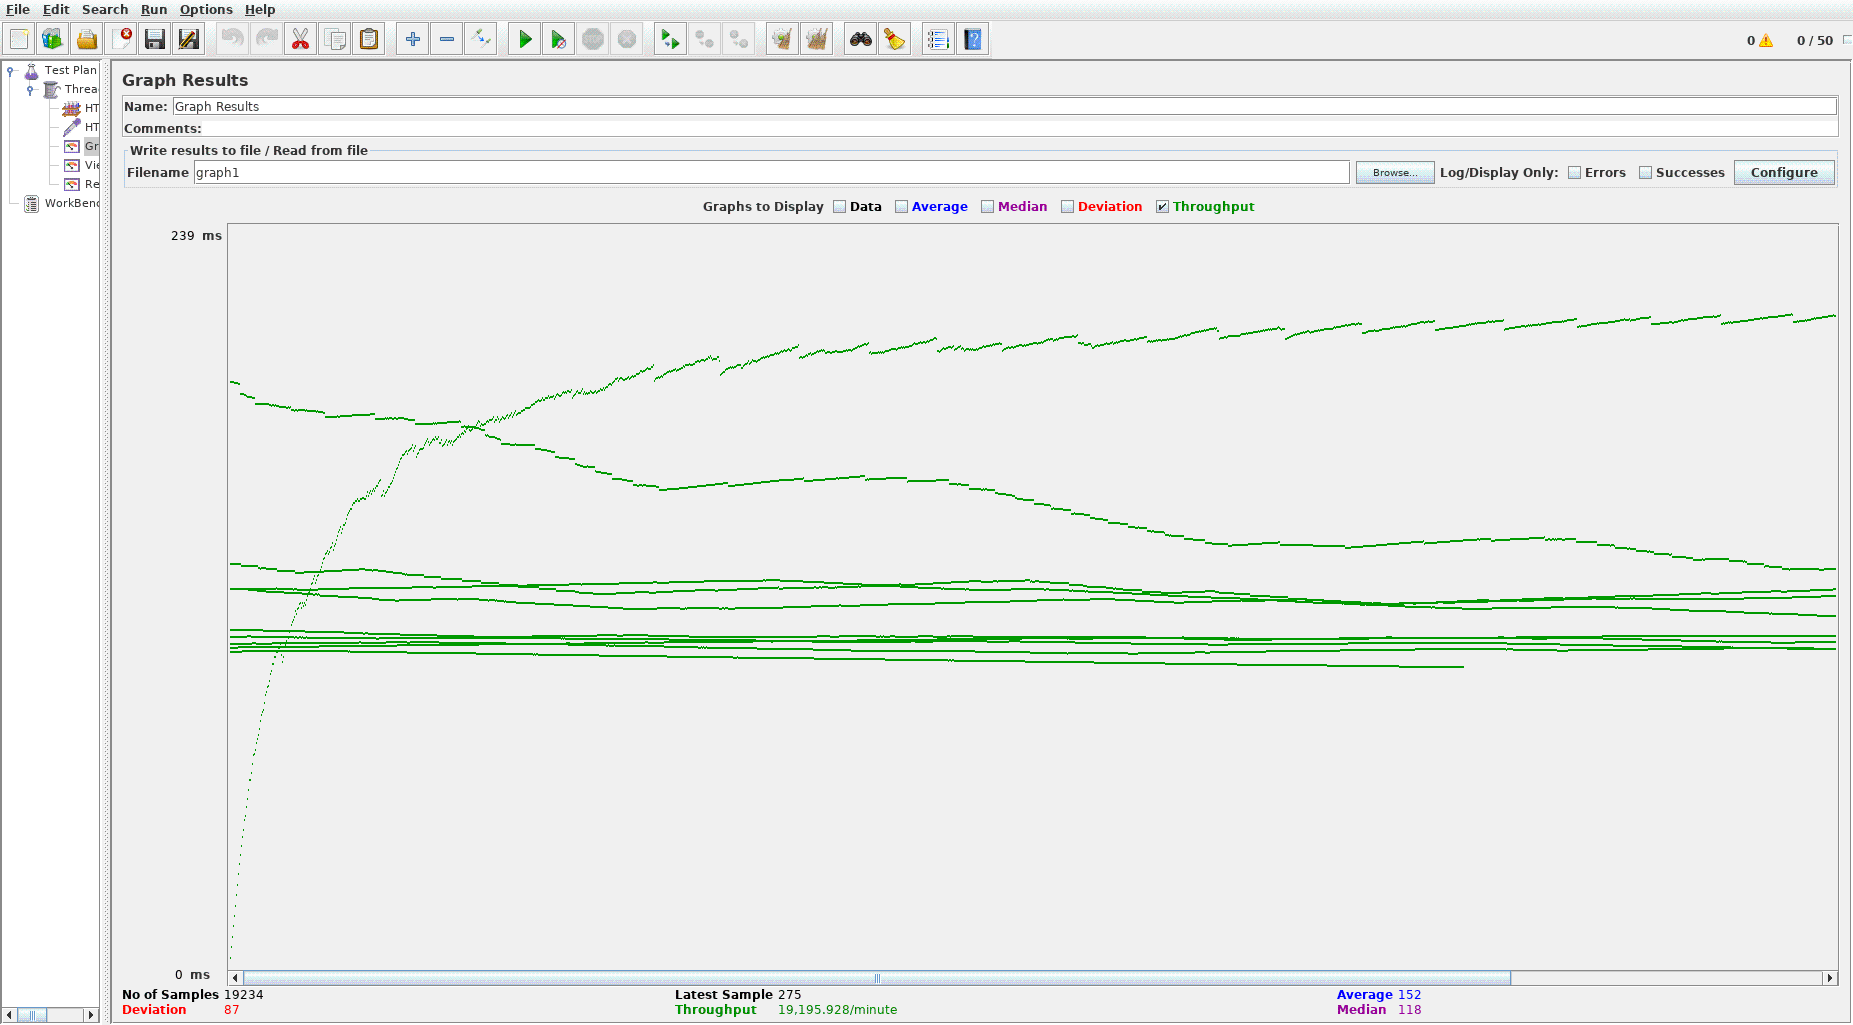 File Edit Search Run Options Help
0 0 / 50
Test Plan
Threa
HT
HT
Gr
Vie
Re
WorkBenc
Graph Results
Name: Graph Results
Comments:
Write results to file / Read from file
Filename graph1 Browse... Log/Display Only: Errors Successes Configure
Graphs to Display Data Average Median Deviation Throughput
239 ms
0 ms
No of Samples 19234 Latest Sample 275 Average 152
Deviation 87 Throughput 19,195.928/minute Median 118